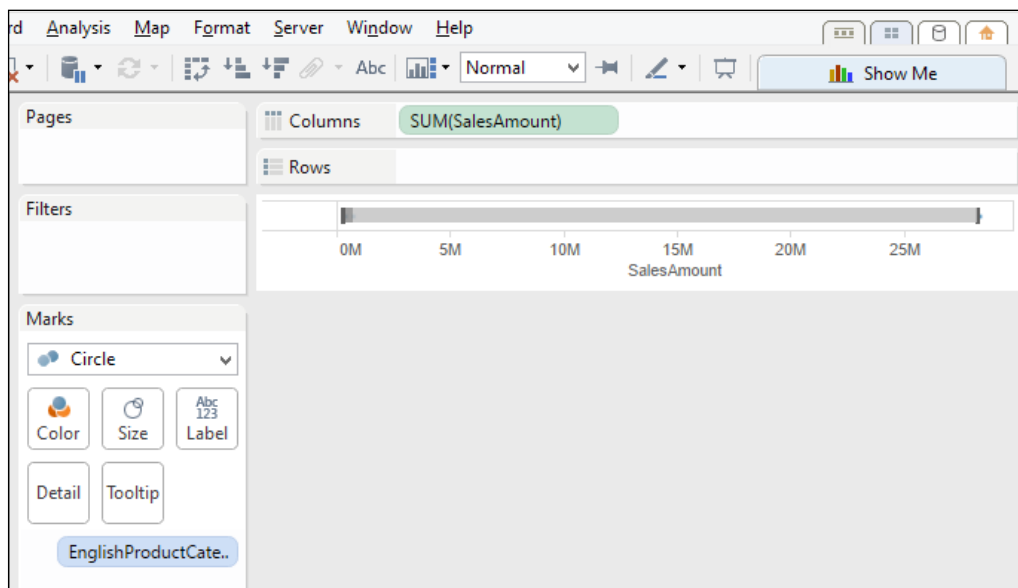 rd Analysis Map Format Server Window Help
Abc Normal Show Me
Pages
Columns SUM(SalesAmount)
Rows
Filters
0M 5M 10M 15M 20M 25M
SalesAmount
Marks
Circle
Abc
123
Color Size Label
Detail Tooltip
EnglishProductCate..